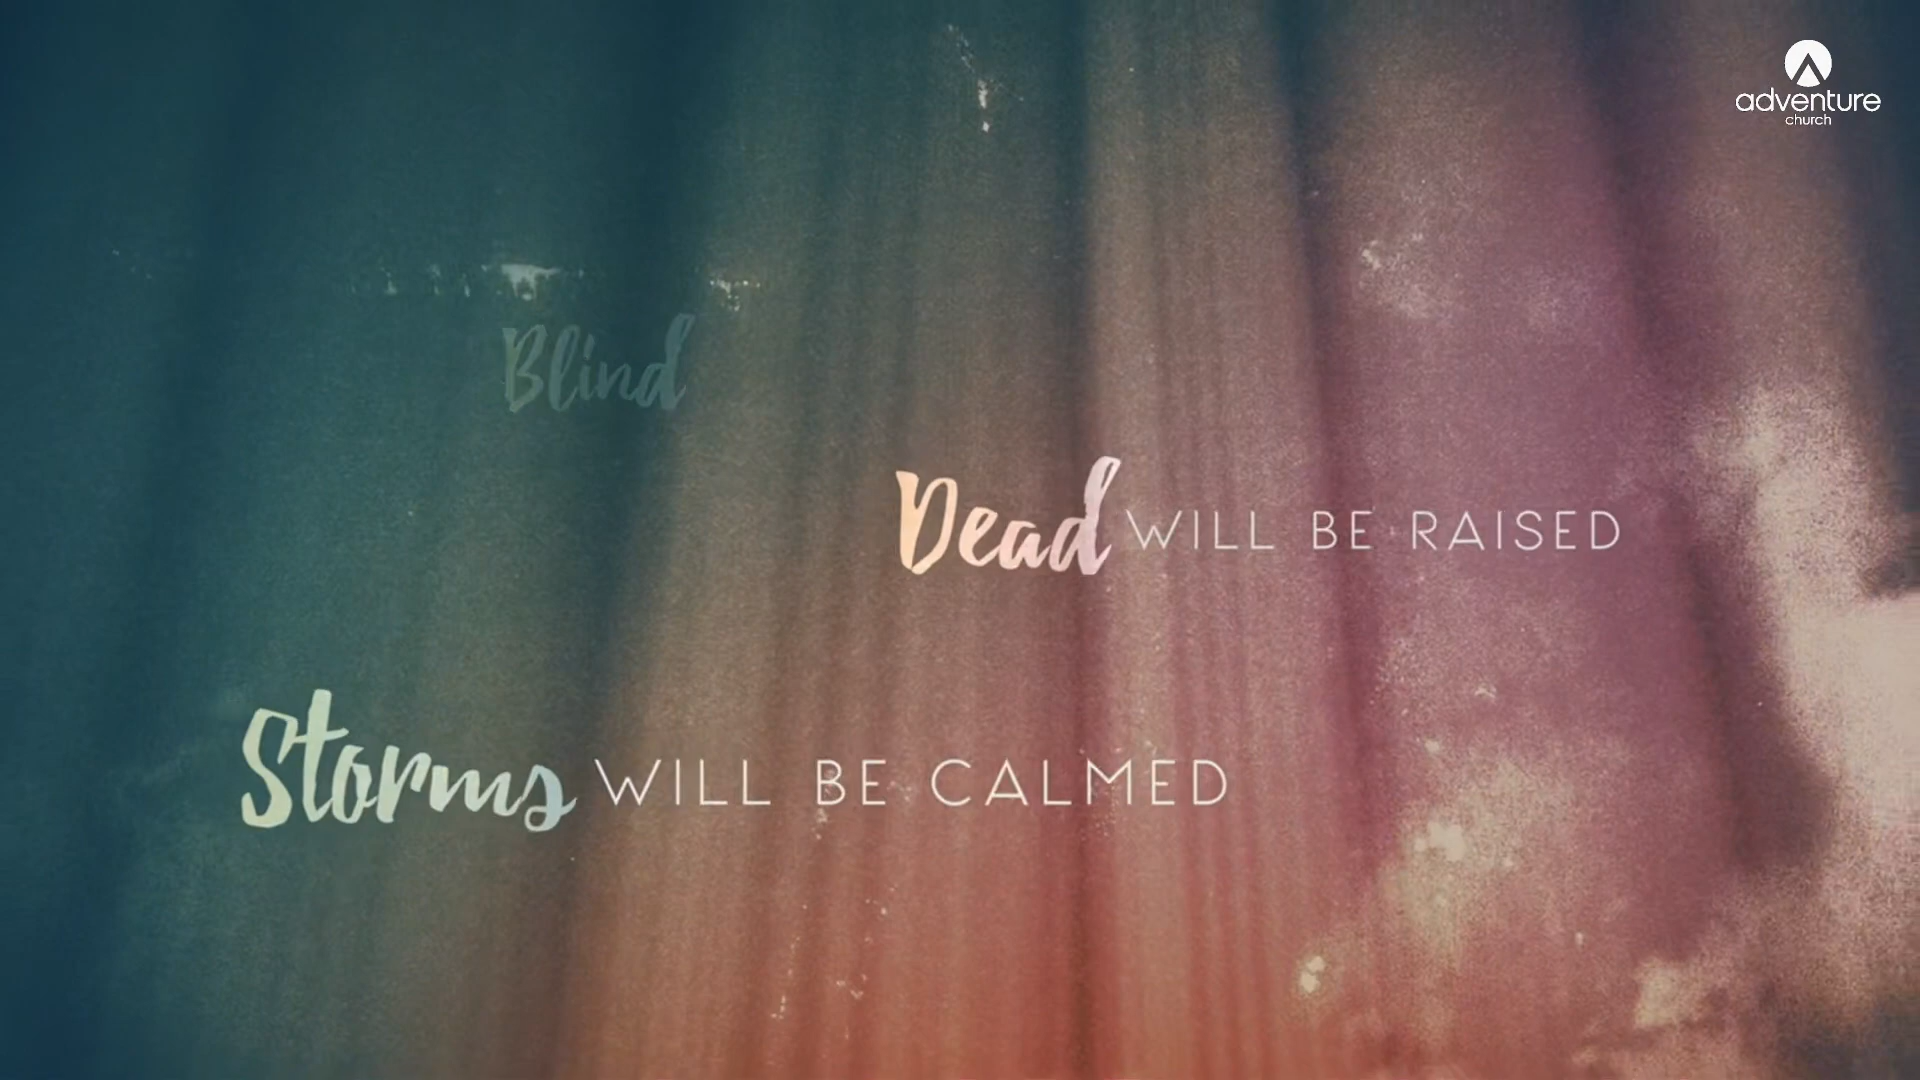 adventure
church
Blind
Dead WILL BE RAISED
Storms WILL BE CALMED